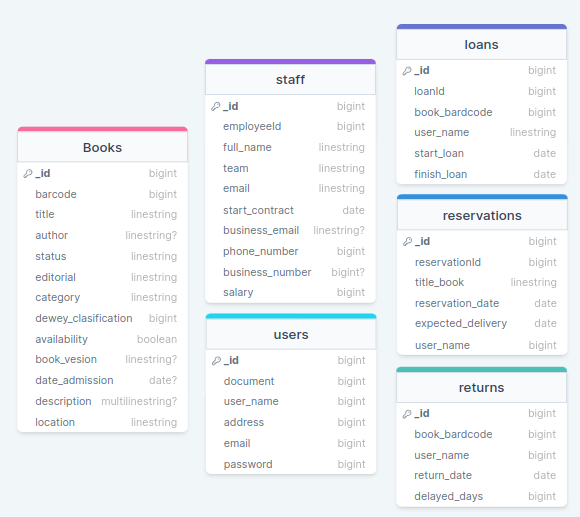 Books
_id bigint
barcode bigint
title linestring
author linestring?
status linestring
editorial linestring
category linestring
dewey_clasification bigint
availability boolean
book_vesion linestring?
date_admission date?
description multilinestring?
location linestring
staff
_id bigint
employeeId bigint
full_name linestring
team linestring
email linestring
start_contract date
business_email linestring?
phone_number bigint
business_number bigint?
salary bigint
users
_id bigint
document bigint
user_name bigint
address bigint
email bigint
password bigint
loans
_id bigint
loanId bigint
book_bardcode bigint
user_name linestring
start_loan date
finish_loan date
reservations
_id bigint
reservationId bigint
title_book linestring
reservation_date date
expected_delivery date
user_name bigint
returns
_id bigint
book_bardcode bigint
user_name bigint
return_date date
delayed_days bigint